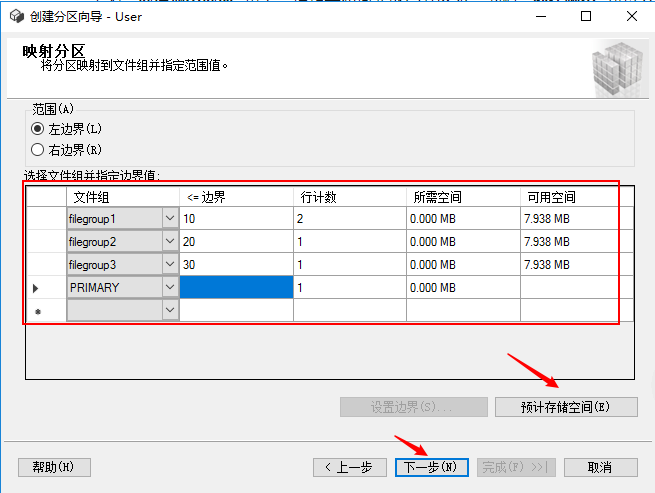 创建分区向导 - User
映射分区
将分区映射到文件组并指定范围值。
范围(A)
左边界(L)
右边界(R)
选择文件组并指定边界值:
文件组 <= 边界 行计数 所需空间 可用空间
filegroup1 10 2 0.000 MB 7.938 MB
filegroup2 20 1 0.000 MB 7.938 MB
filegroup3 30 1 0.000 MB 7.938 MB
PRIMARY 1 0.000 MB
设置边界(S)... 预计存储空间(E)
帮助(H) < 上一步 下一步(N) 完成(F) >>| 取消